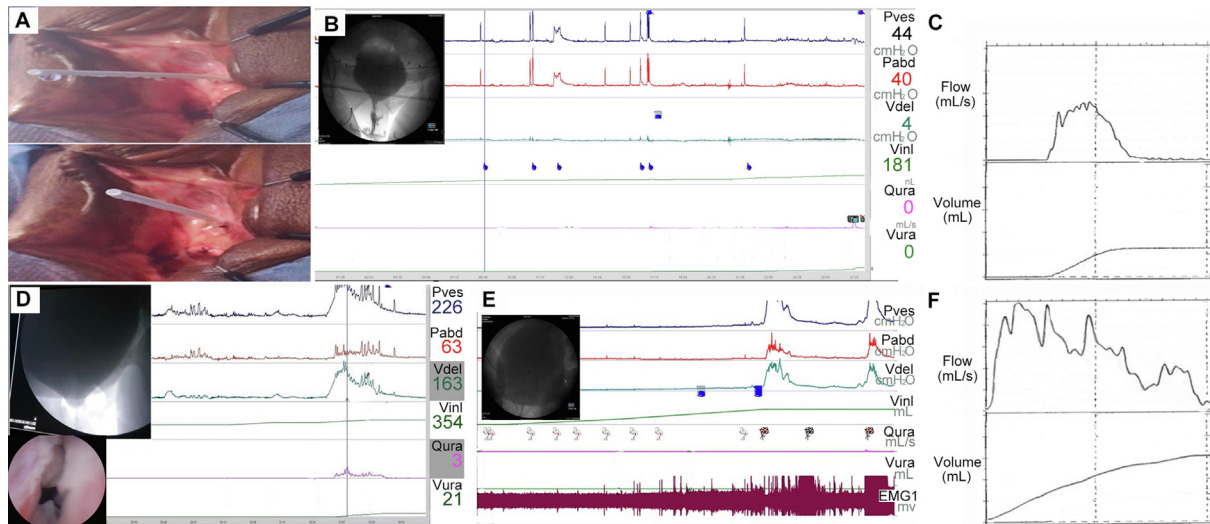 A
B
Pves
44
cmH2O
Pabd
40
cmH2O
Vdel
4
cmH2O
Vinl
181
nL
Qura
0
mL/s
Vura
0
C
Flow
(mL/s)
Volume
(mL)
D
Pves
226
Pabd
63
Vdel
163
Vinl
354
Qura
3
Vura
21
E
Pves
cmH2O
Pabd
cmH2O
Vdel
cmH2O
Vinl
mL
Qura
mL/s
Vura
mL
EMG1
mv
F
Flow
(mL/s)
Volume
(mL)